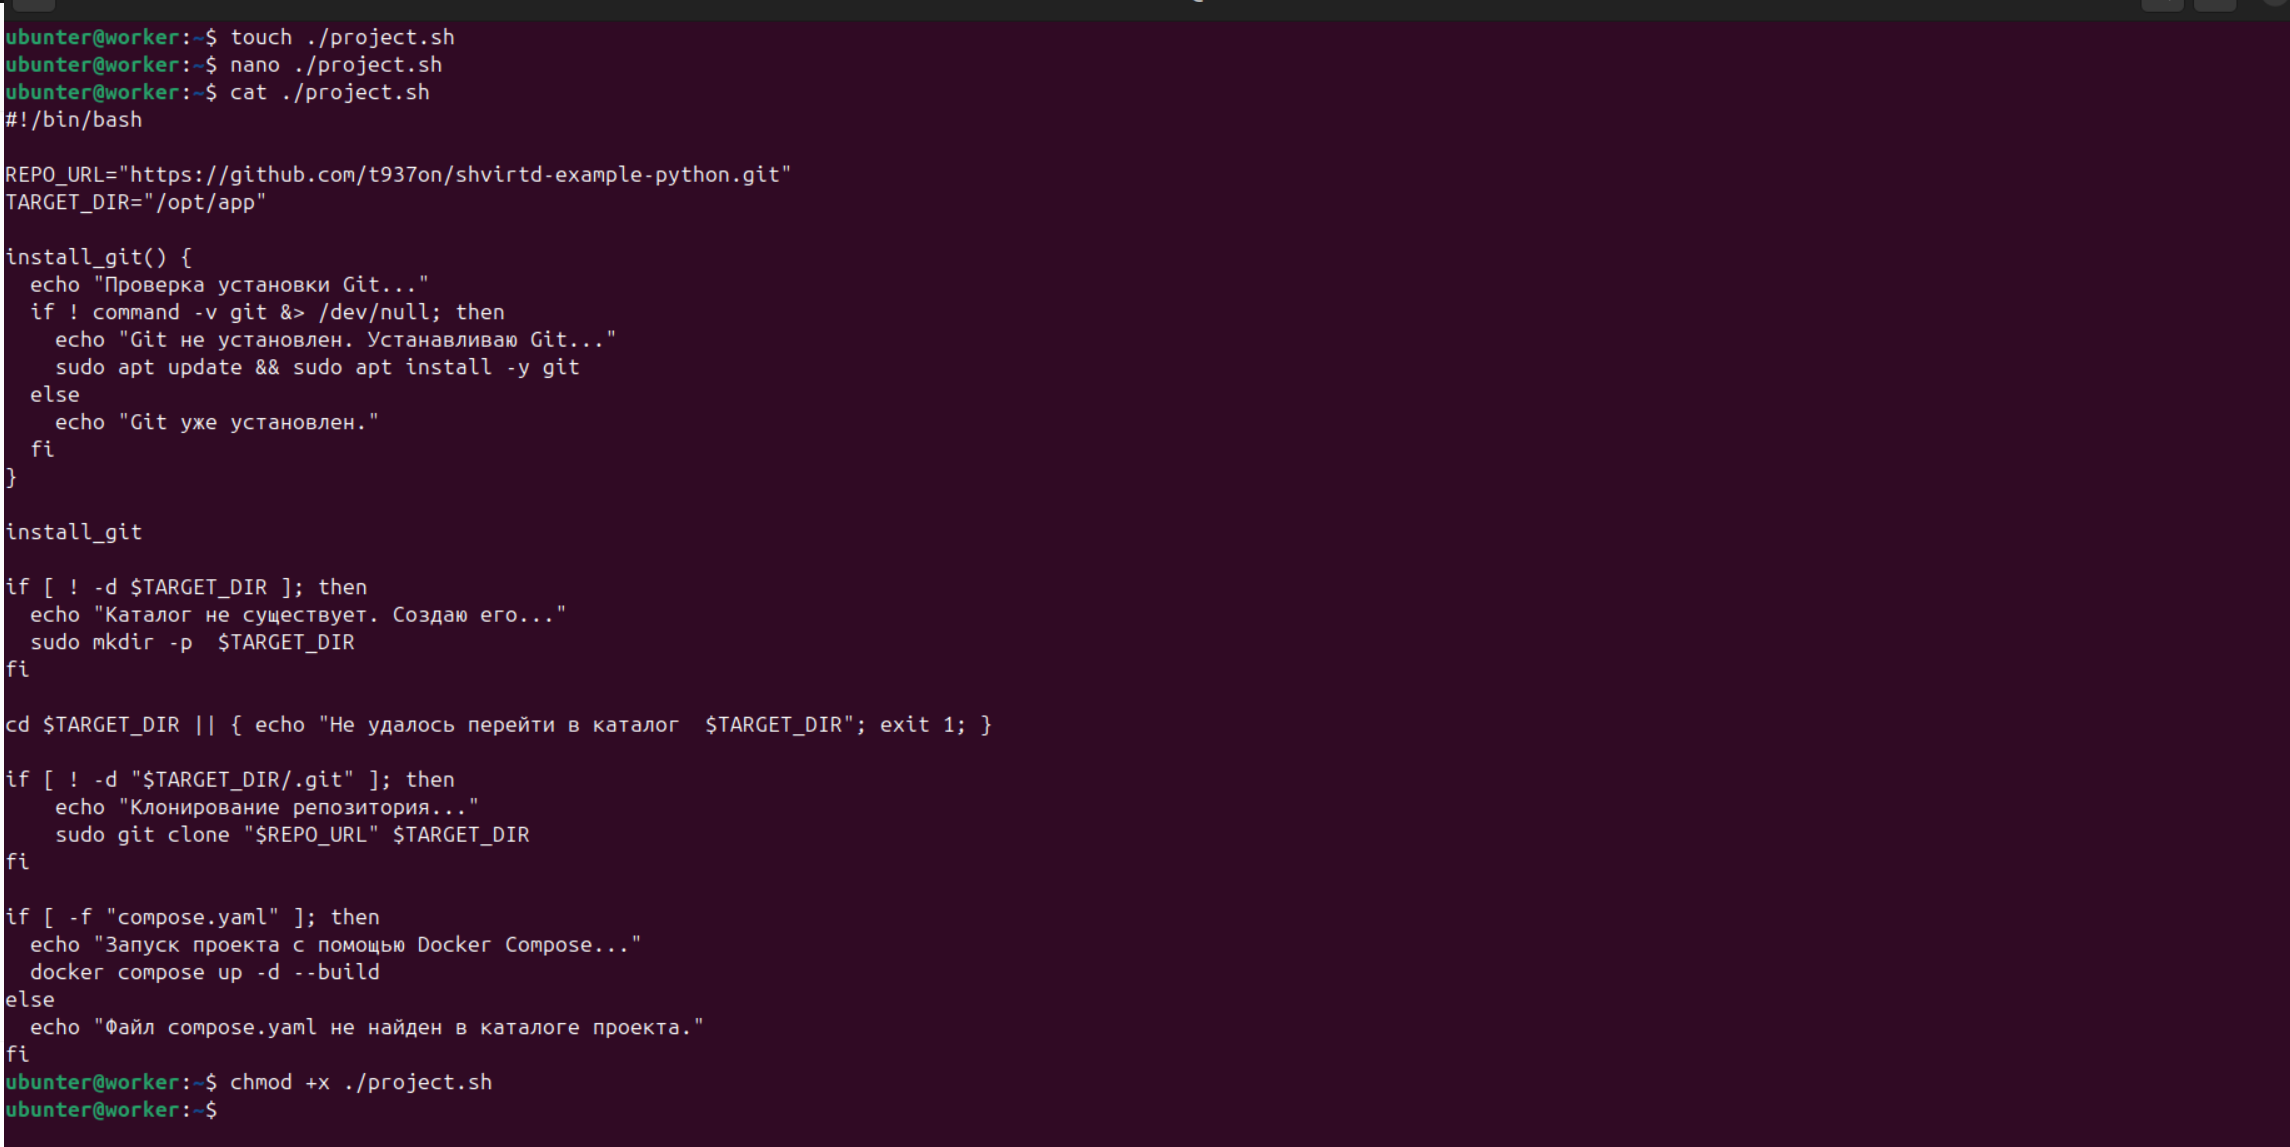 ubunter@worker:~$ touch ./project.sh
ubunter@worker:~$ nano ./project.sh
ubunter@worker:~$ cat ./project.sh
#!/bin/bash

REPO_URL="https://github.com/t937on/shvirtd-example-python.git"
TARGET_DIR="/opt/app"

install_git() {
  echo "Проверка установки Git..."
  if ! command -v git &> /dev/null; then
    echo "Git не установлен. Устанавливаю Git..."
    sudo apt update && sudo apt install -y git
  else
    echo "Git уже установлен."
  fi
}

install_git

if [ ! -d $TARGET_DIR ]; then
  echo "Каталог не существует. Создаю его..."
  sudo mkdir -p  $TARGET_DIR
fi

cd $TARGET_DIR || { echo "Не удалось перейти в каталог  $TARGET_DIR"; exit 1; }

if [ ! -d "$TARGET_DIR/.git" ]; then
    echo "Клонирование репозитория..."
    sudo git clone "$REPO_URL" $TARGET_DIR
fi

if [ -f "compose.yaml" ]; then
  echo "Запуск проекта с помощью Docker Compose..."
  docker compose up -d --build
else
  echo "Файл compose.yaml не найден в каталоге проекта."
fi
ubunter@worker:~$ chmod +x ./project.sh
ubunter@worker:~$